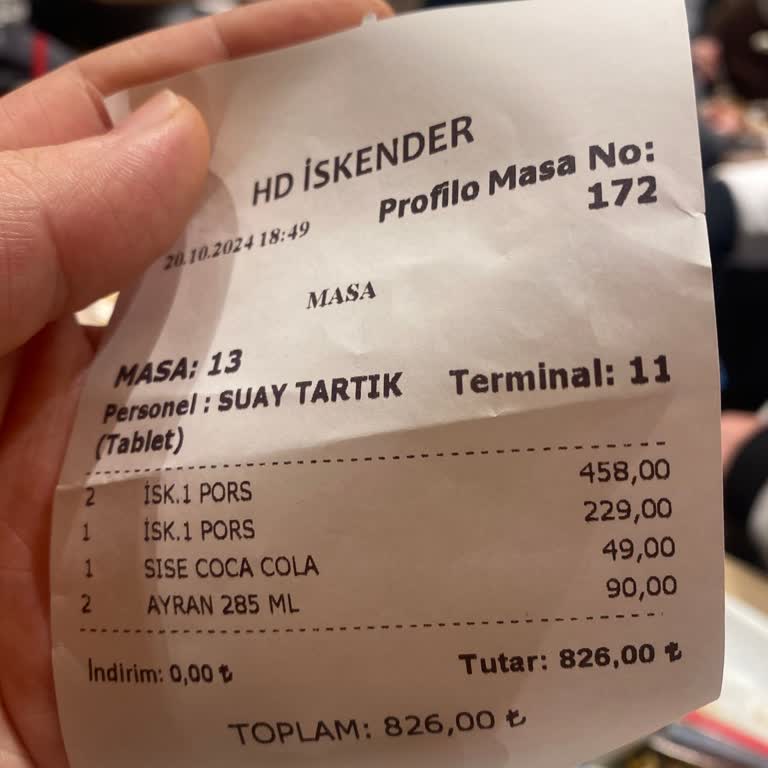 HD İSKENDER
Profilo Masa No:
172
20.10.2024 18:49
MASA
MASA: 13
Personel : SUAY TARTIK Terminal: 11
(Tablet)
2 İSK.1 PORS 458,00
1 İSK.1 PORS 229,00
1 SISE COCA COLA 49,00
2 AYRAN 285 ML 90,00
İndirim: 0,00 ₺ Tutar: 826,00 ₺
TOPLAM: 826,00 ₺